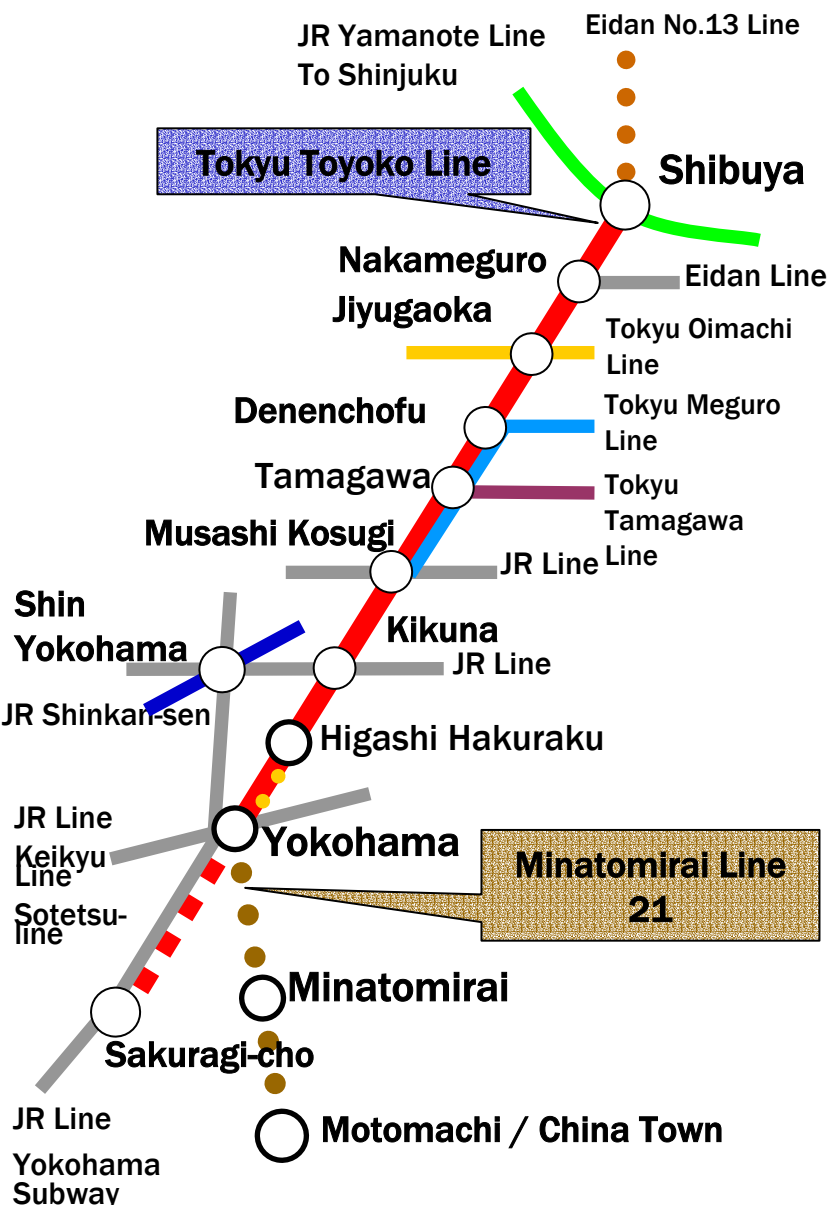 Eidan No.13 Line
JR Yamanote Line
To Shinjuku
Tokyu Toyoko Line
Shibuya
Nakameguro
Eidan Line
Jiyugaoka
Tokyu Oimachi
Line
Denenchofu
Tokyu Meguro
Line
Tamagawa
Tokyu
Tamagawa
Line
Musashi Kosugi
JR Line
Shin
Yokohama
Kikuna
JR Line
JR Shinkan-sen
Higashi Hakuraku
JR Line
Keikyu
Line
Sotetsu-
line
Yokohama
Minatomirai Line
21
Minatomirai
Sakuragi-cho
Motomachi / China Town
JR Line
Yokohama
Subway